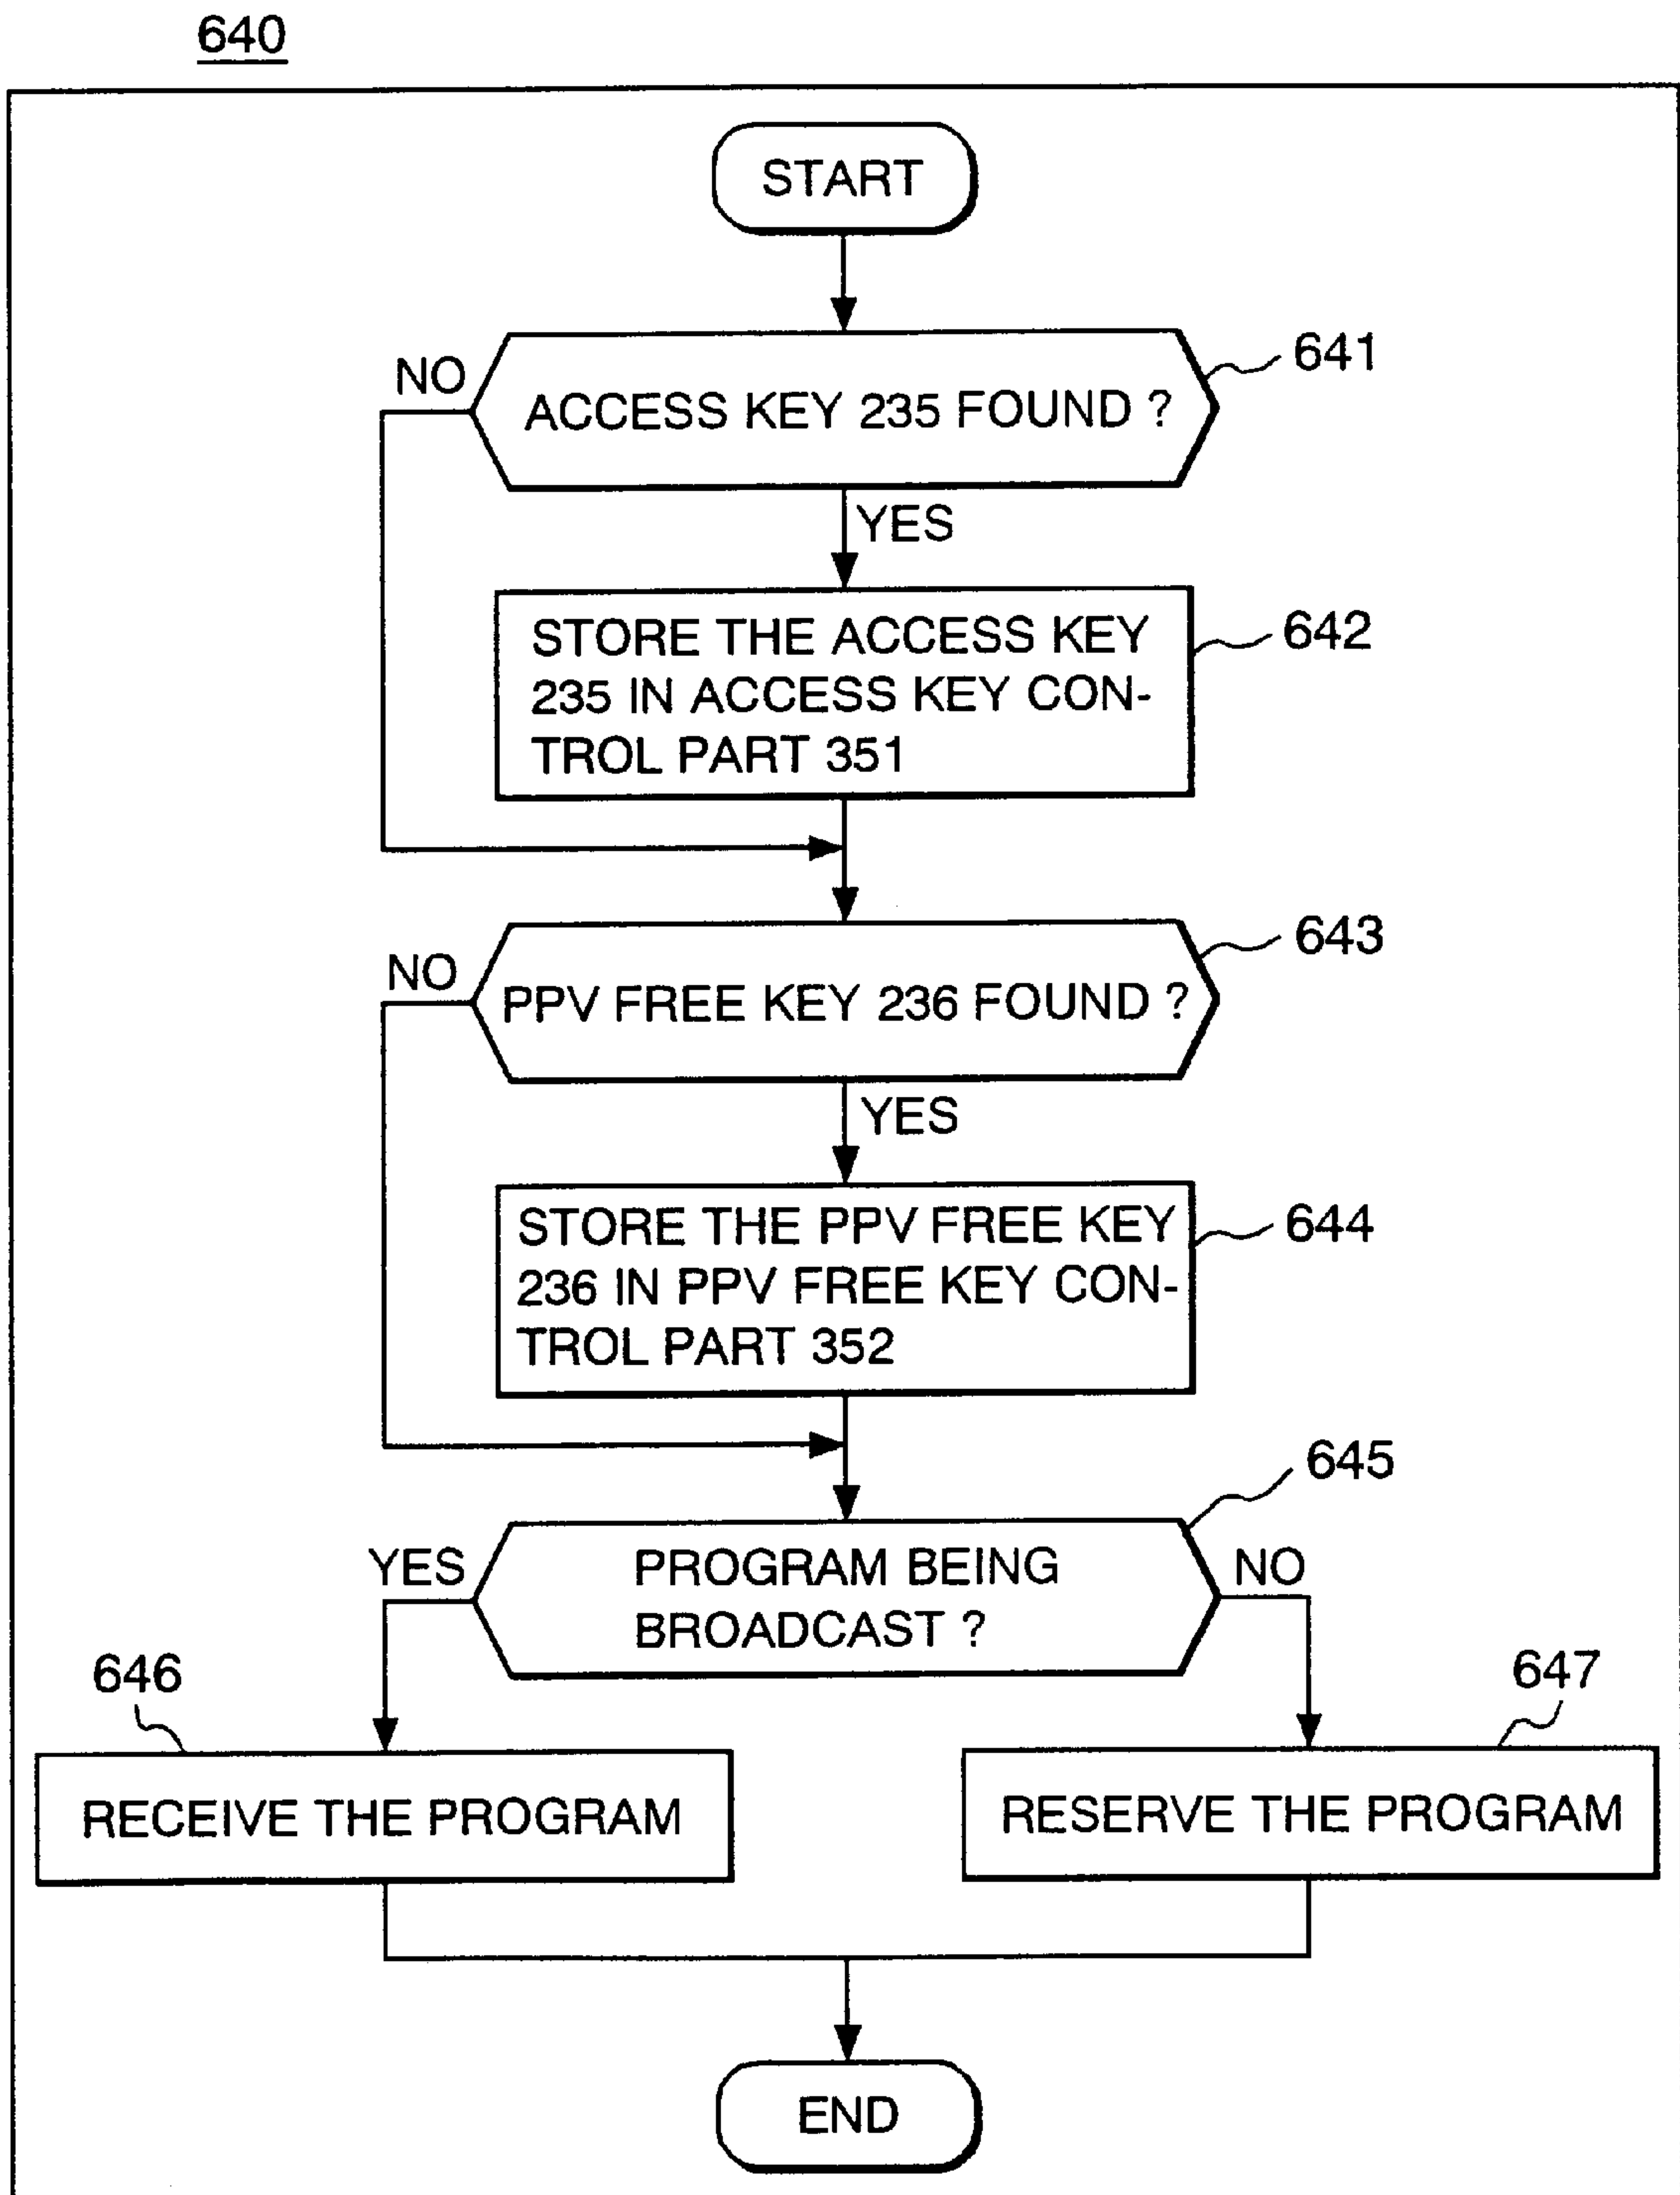 640
START
NO
641
ACCESS KEY 235 FOUND ?
YES
STORE THE ACCESS KEY
235 IN ACCESS KEY CON-
TROL PART 351
642
643
NO
PPV FREE KEY 236 FOUND ?
YES
STORE THE PPV FREE KEY
236 IN PPV FREE KEY CON-
TROL PART 352
644
645
YES
PROGRAM BEING
BROADCAST ?
NO
646
647
RECEIVE THE PROGRAM
RESERVE THE PROGRAM
END